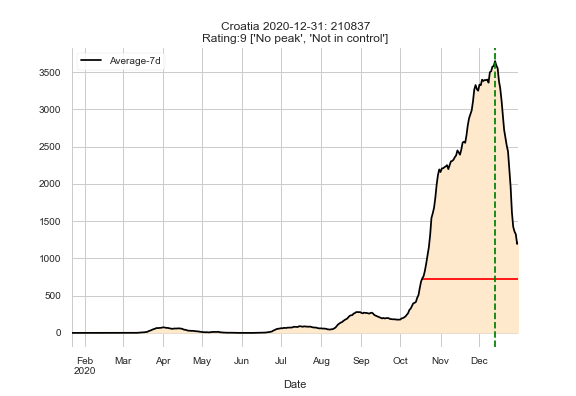 Croatia 2020-12-31: 210837
Rating:9 ['No peak', 'Not in control']
Average-7d
3500
3000
2500
2000
1500
1000
500
0
Feb Mar Apr May Jun Jul Aug Sep Oct Nov Dec
2020
Date